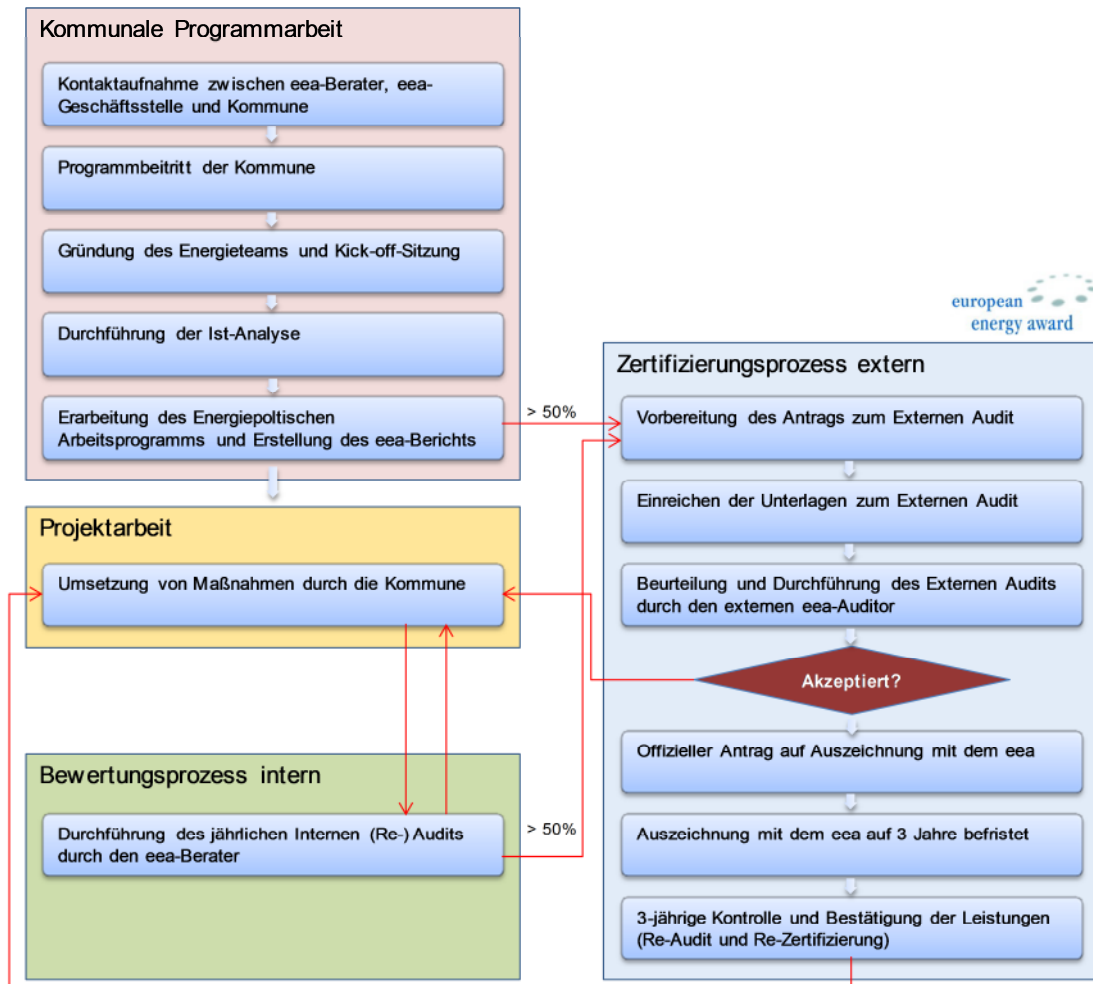 Kommunale Programmarbeit
Kontaktaufnahme zwischen eea-Berater, eea-
Geschäftsstelle und Kommune
Programmbeitritt der Kommune
Gründung des Energieteams und Kick-off-Sitzung
Durchführung der Ist-Analyse
Erarbeitung des Energiepoltischen
Arbeitsprogramms und Erstellung des eea-Berichts
> 50%
Projektarbeit
Umsetzung von Maßnahmen durch die Kommune
Bewertungsprozess intern
Durchführung des jährlichen Internen (Re-) Audits
durch den eea-Berater
> 50%
european
energy award
Zertifizierungsprozess extern
Vorbereitung des Antrags zum Externen Audit
Einreichen der Unterlagen zum Externen Audit
Beurteilung und Durchführung des Externen Audits
durch den externen eea-Auditor
Akzeptiert?
Offizieller Antrag auf Auszeichnung mit dem eea
Auszeichnung mit dem eea auf 3 Jahre befristet
3-jährige Kontrolle und Bestätigung der Leistungen
(Re-Audit und Re-Zertifizierung)